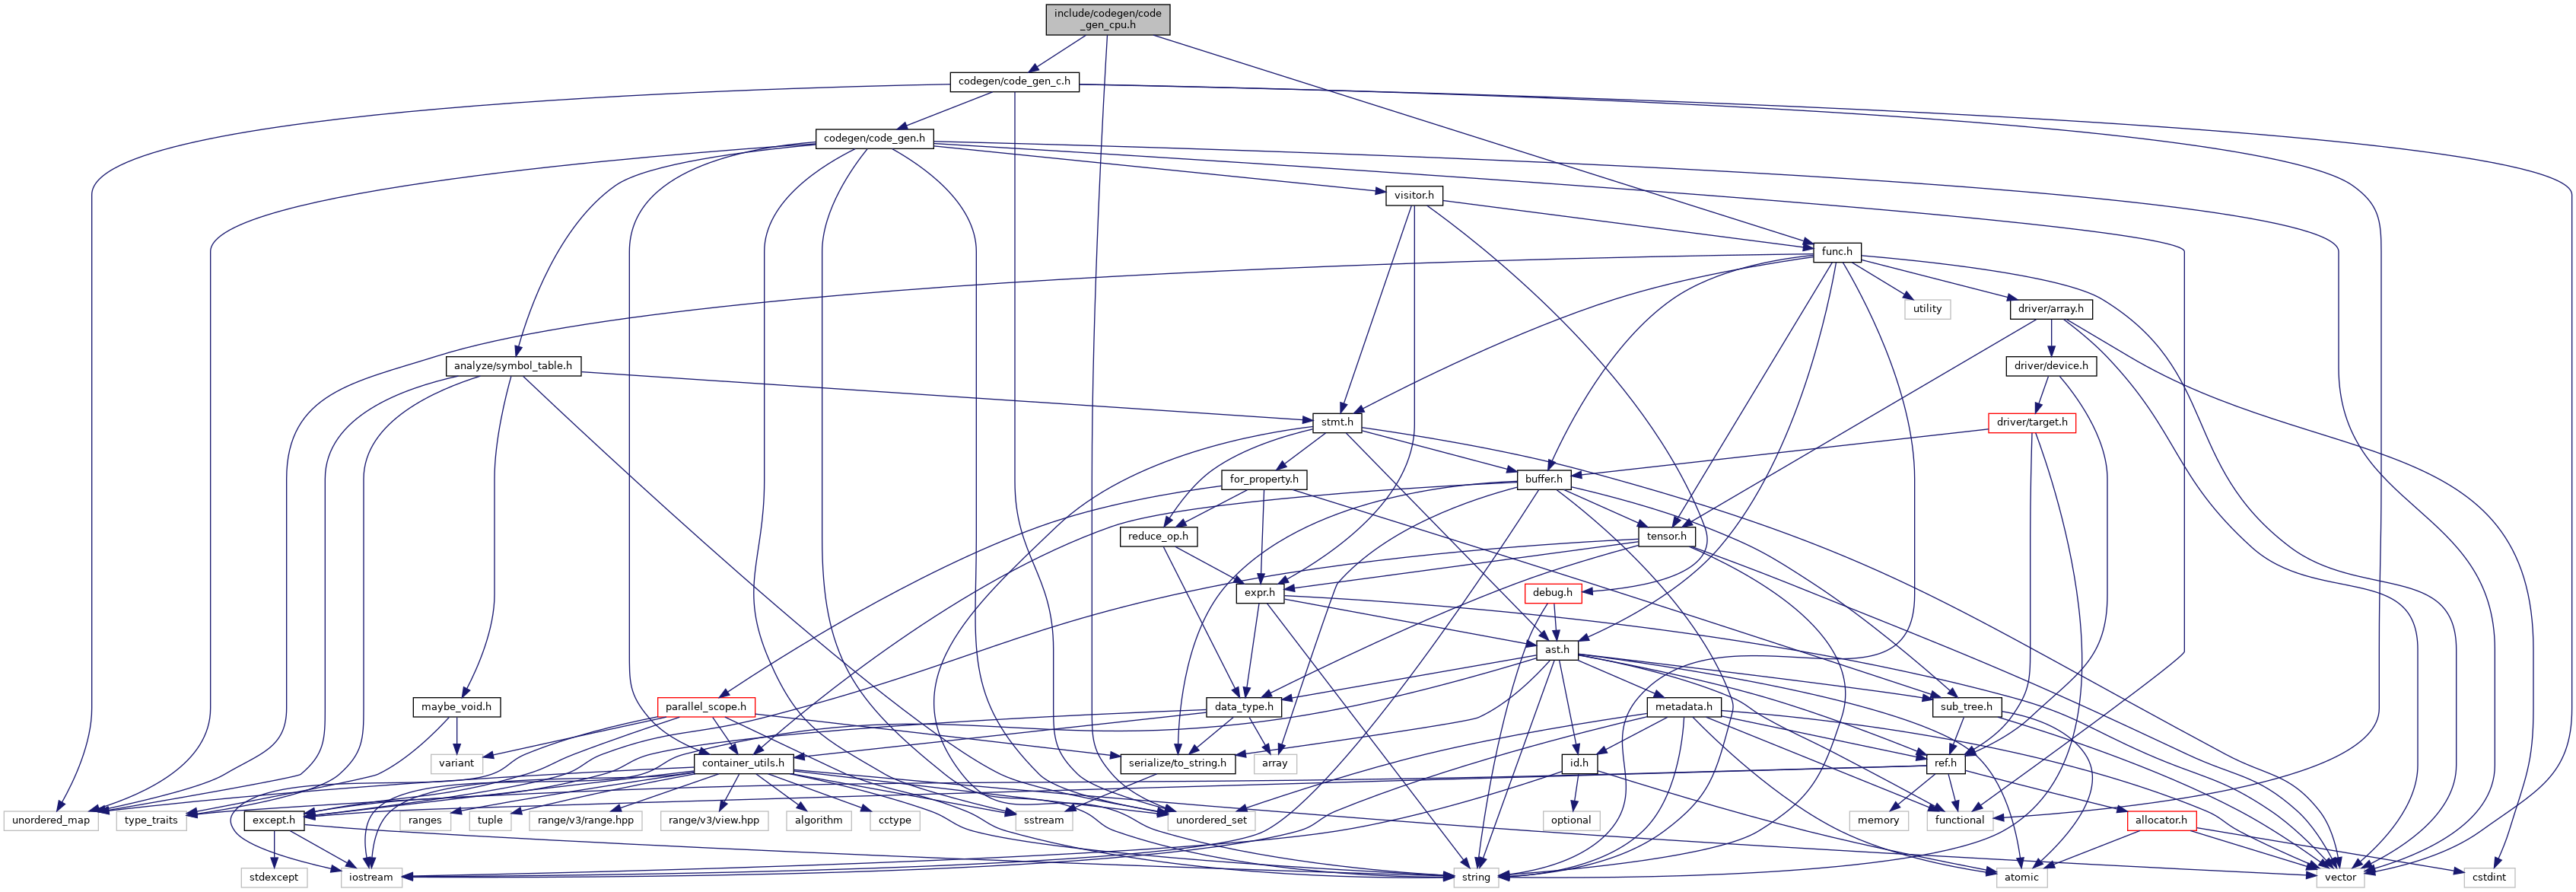 include/codegen/code
_gen_cpu.h
codegen/code_gen_c.h
codegen/code_gen.h
visitor.h
func.h
utility
driver/array.h
analyze/symbol_table.h
driver/device.h
stmt.h
driver/target.h
for_property.h
buffer.h
reduce_op.h
tensor.h
expr.h
debug.h
ast.h
maybe_void.h
parallel_scope.h
data_type.h
metadata.h
sub_tree.h
variant
container_utils.h
serialize/to_string.h
array
id.h
ref.h
unordered_map
type_traits
except.h
ranges
tuple
range/v3/range.hpp
range/v3/view.hpp
algorithm
cctype
sstream
unordered_set
optional
memory
functional
allocator.h
stdexcept
iostream
string
atomic
vector
cstdint